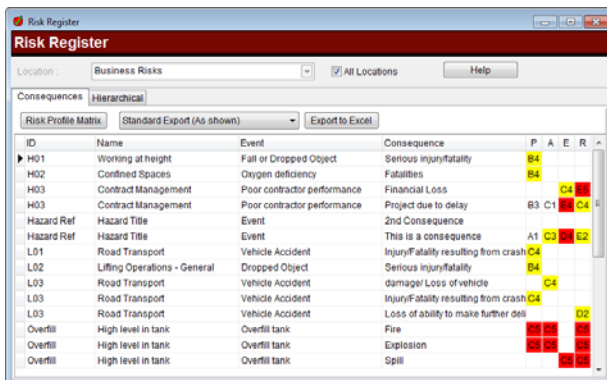 Risk Register
Risk Register
Location : Business Risks All Locations Help
Consequences Hierarchical
Risk Profile Matrix Standard Export (As shown) Export to Excel
ID Name Event Consequence P A E R
H01 Working at height Fall or Dropped Object Serious injury/fatality B4
H02 Confined Spaces Oxygen deficiency Fatalities B4
H03 Contract Management Poor contractor performance Financial Loss C4 E5
H03 Contract Management Poor contractor performance Project due to delay B3 C1 E4 C4
Hazard Ref Hazard Title Event 2nd Consequence
Hazard Ref Hazard Title Event This is a consequence A1 C3 D4 E2
L01 Road Transport Vehicle Accident Injury/Fatality resulting from crash C4
L02 Lifting Operations - General Dropped Object Serious injury/fatality B4
L03 Road Transport Vehicle Accident damage/ Loss of vehicle C4
L03 Road Transport Vehicle Accident Injury/Fatality resulting from crash C4
L03 Road Transport Vehicle Accident Loss of ability to make further deli D2
Overfill High level in tank Overfill tank Fire C5 C5 C5
Overfill High level in tank Overfill tank Explosion C5 C5 C5
Overfill High level in tank Overfill tank Spill C5 C5